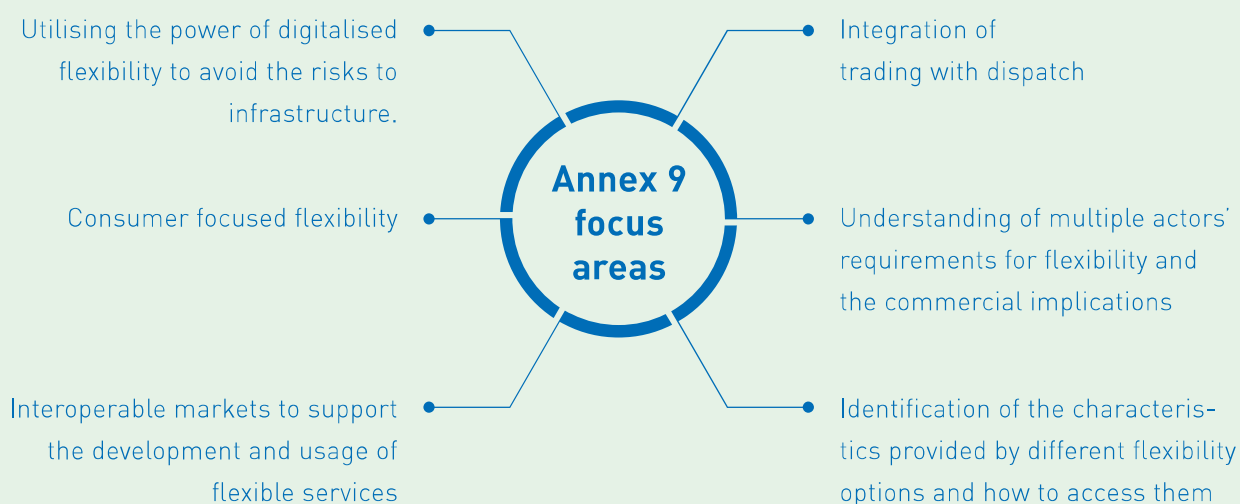 Utilising the power of digitalised
flexibility to avoid the risks to
infrastructure.
Consumer focused flexibility
Interoperable markets to support
the development and usage of
flexible services
Annex 9
focus
areas
Integration of
trading with dispatch
Understanding of multiple actors'
requirements for flexibility and
the commercial implications
Identification of the characteris-
tics provided by different flexibility
options and how to access them